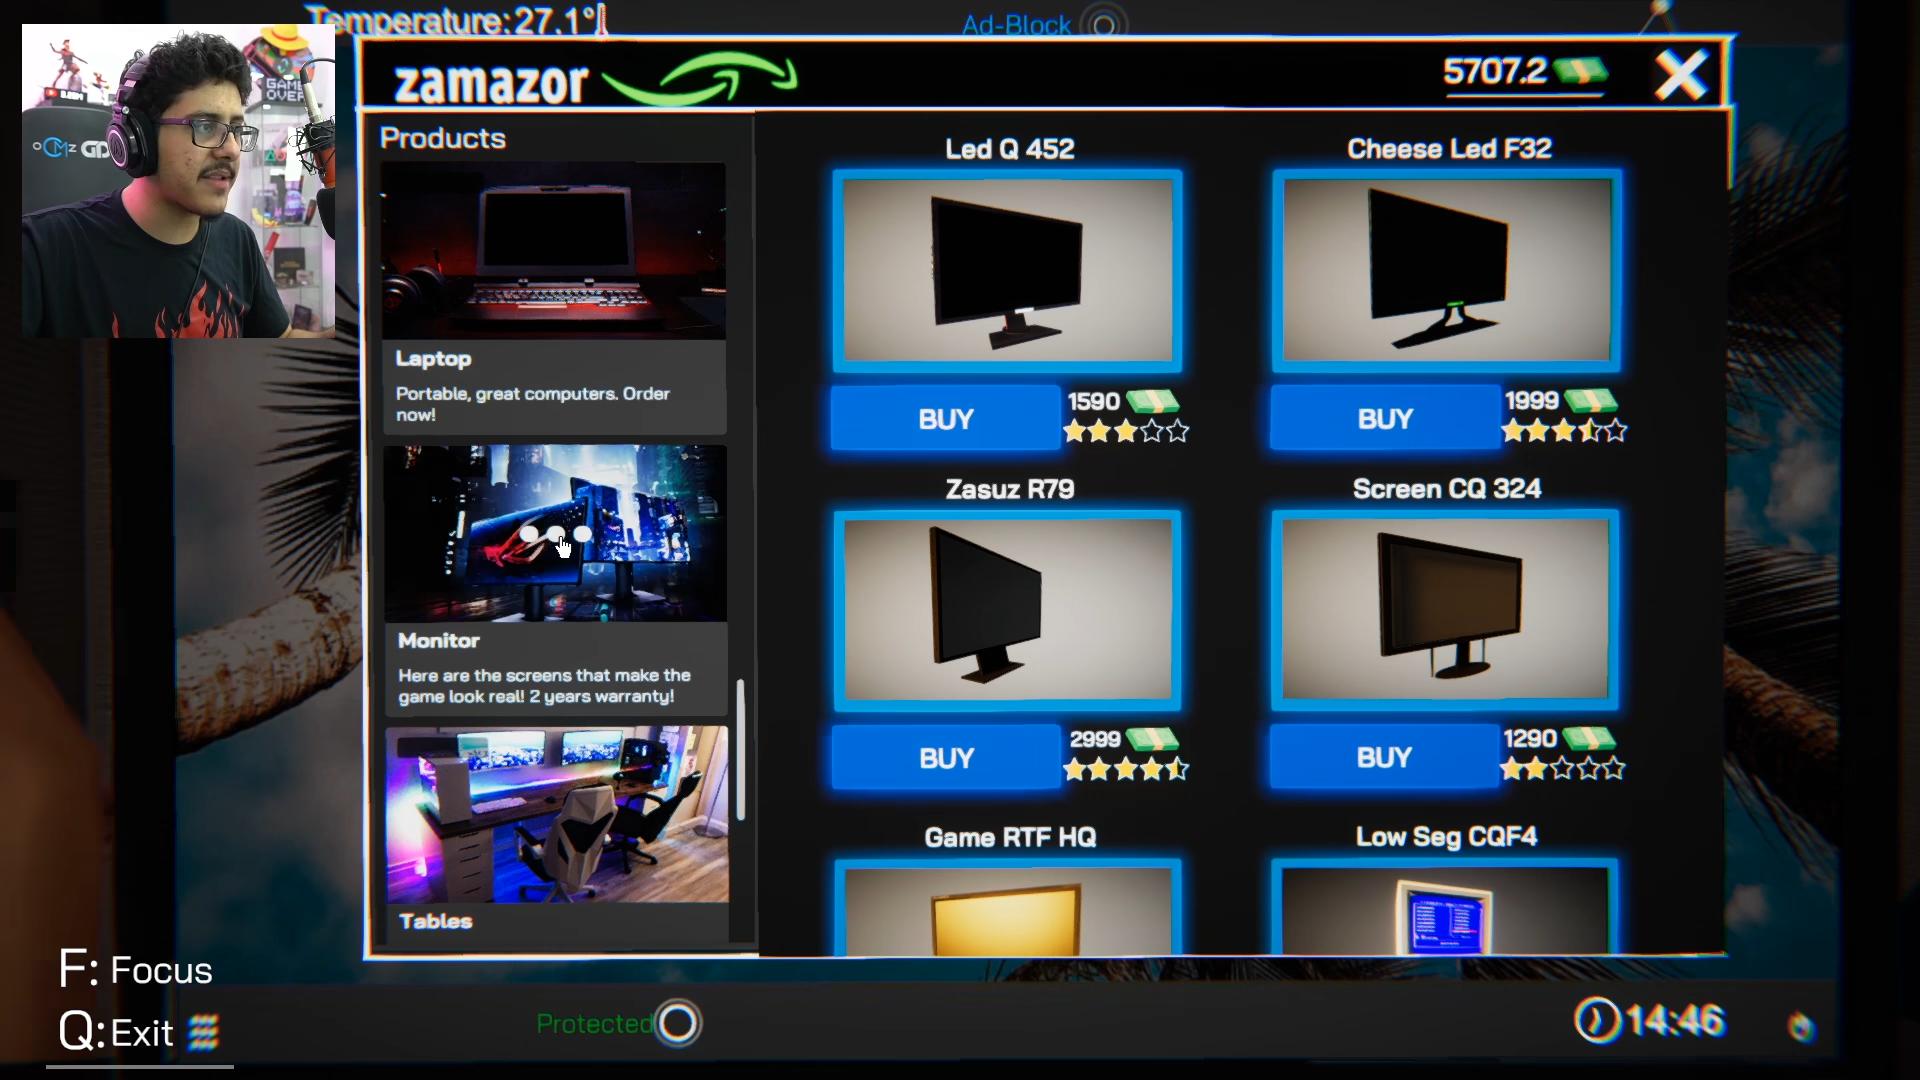 Temperature: 27.1°
Ad-Block
zamazor
5707.2
GAME OVER
Products
Laptop
Portable, great computers. Order
now!
Monitor
Here are the screens that make the
game look real! 2 years warranty!
Tables
Led Q 452
BUY
1590
Cheese Led F32
BUY
1999
Zasuz R79
BUY
2999
Screen CQ 324
BUY
1290
Game RTF HQ
Low Seg CQF4
F: Focus
Q: Exit
Protected
14:46